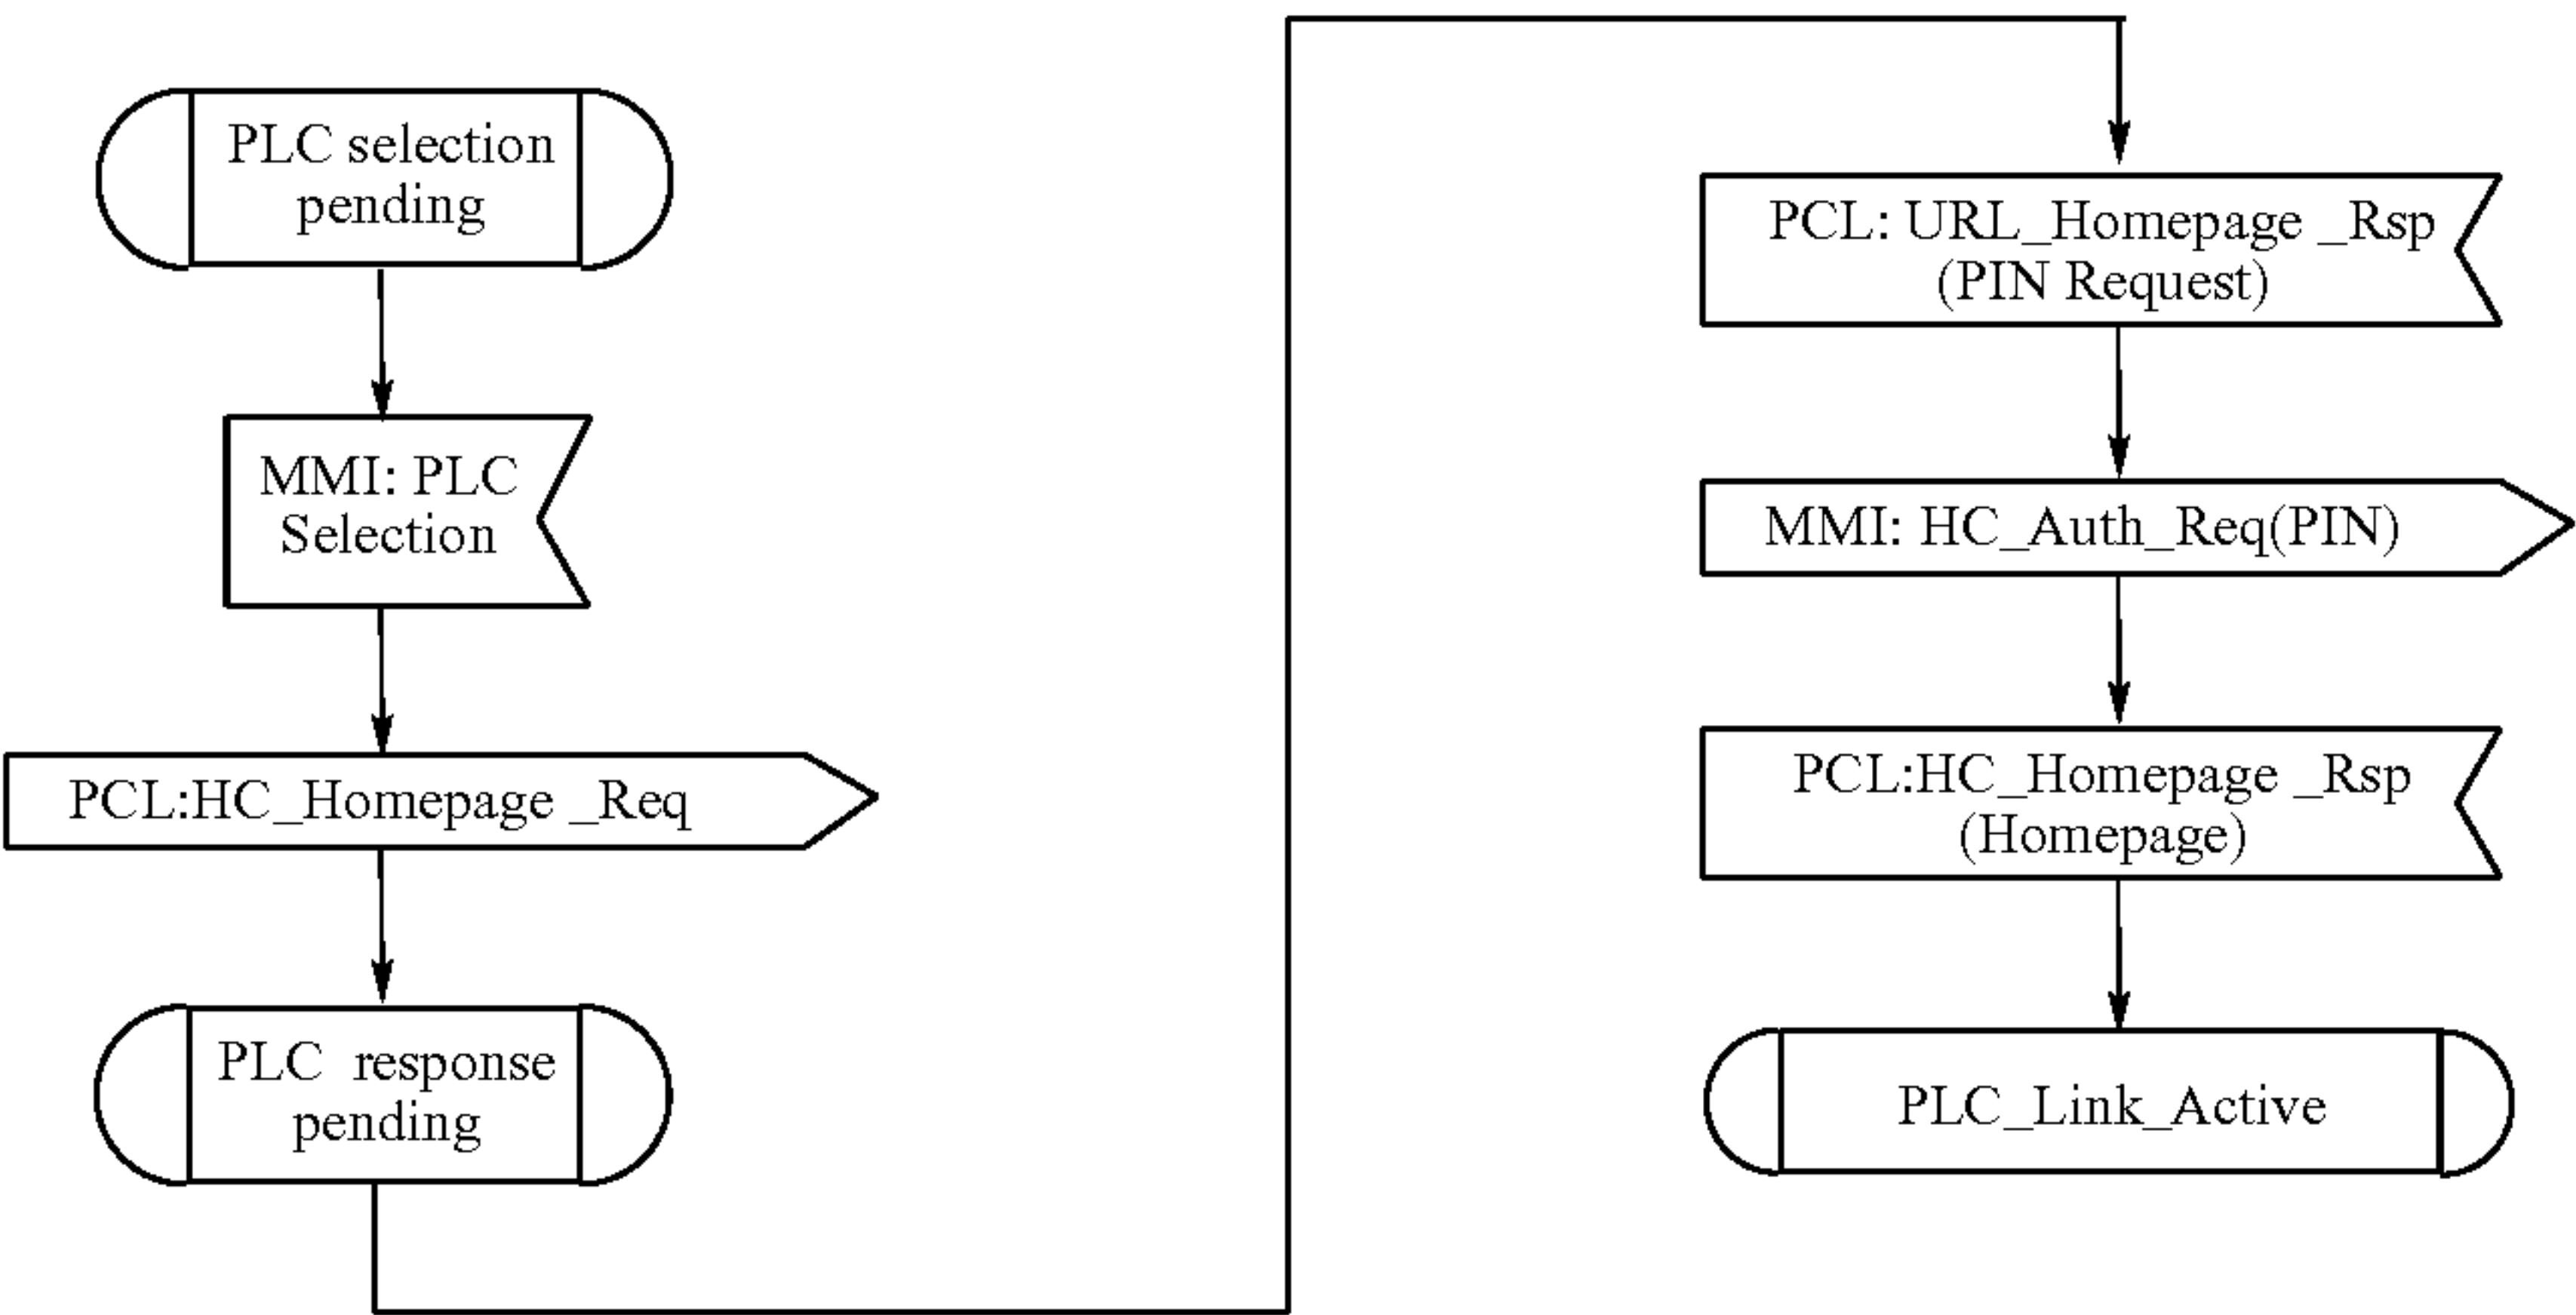 PLC selection
pending
MMI: PLC
Selection
PCL:HC_Homepage _Req
PLC response
pending
PCL: URL_Homepage _Rsp
(PIN Request)
MMI: HC_Auth_Req(PIN)
PCL:HC_Homepage _Rsp
(Homepage)
PLC_Link_Active